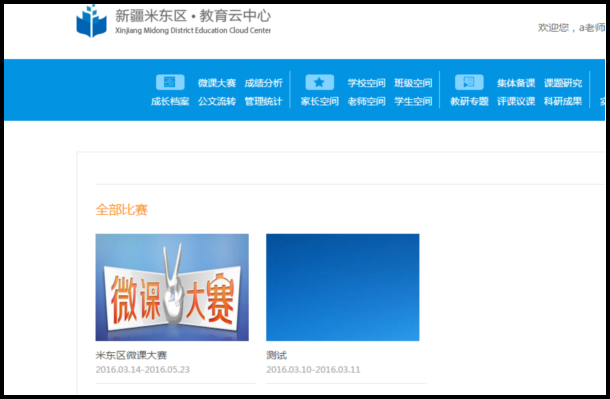 新疆米东区·教育云中心
Xinjiang Midong District Education Cloud Center
欢迎您，a老师
微课大赛 成绩分析 学校空间 班级空间 集体备课 课题研究
成长档案 公文流转 管理统计 家长空间 老师空间 学生空间 教研专题 评课议课 科研成果
全部比赛
微课大赛
米东区微课大赛 测试
2016.03.14-2016.05.23 2016.03.10-2016.03.11